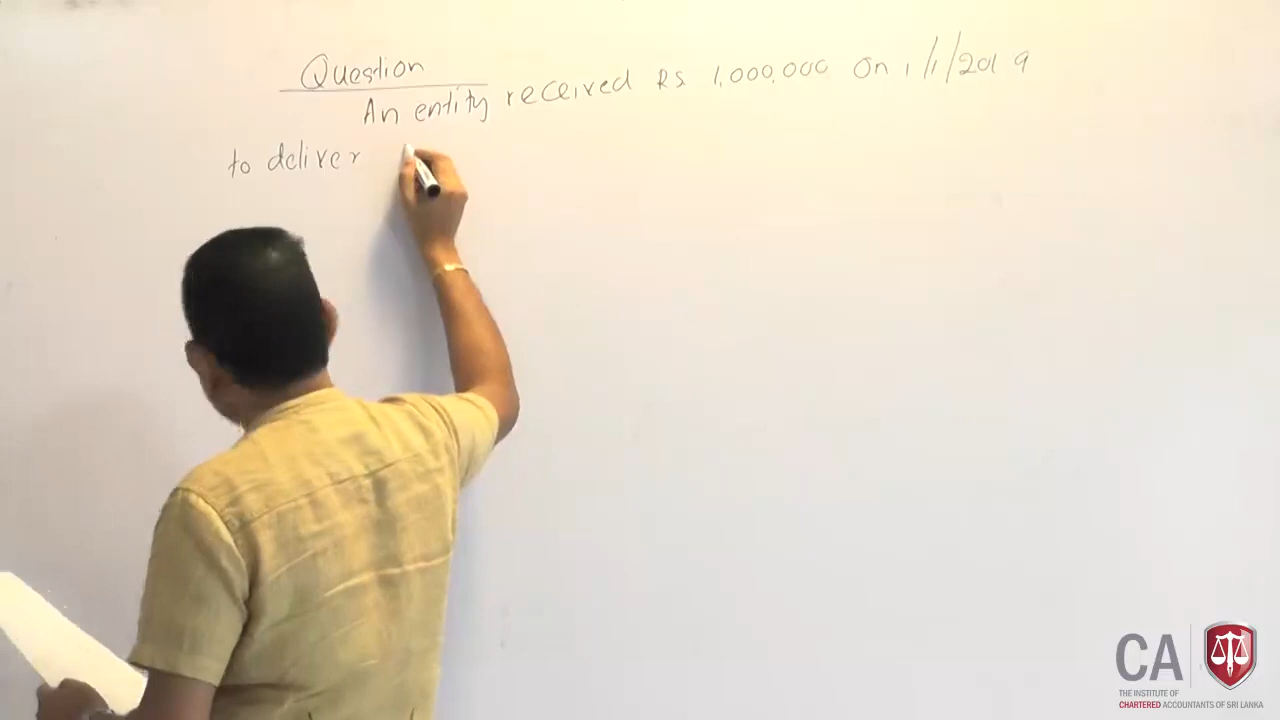 Question
An entity received Rs. 1,000,000 on 1/1/2019
to deliver
CA
THE INSTITUTE OF
CHARTERED ACCOUNTANTS OF SRI LANKA